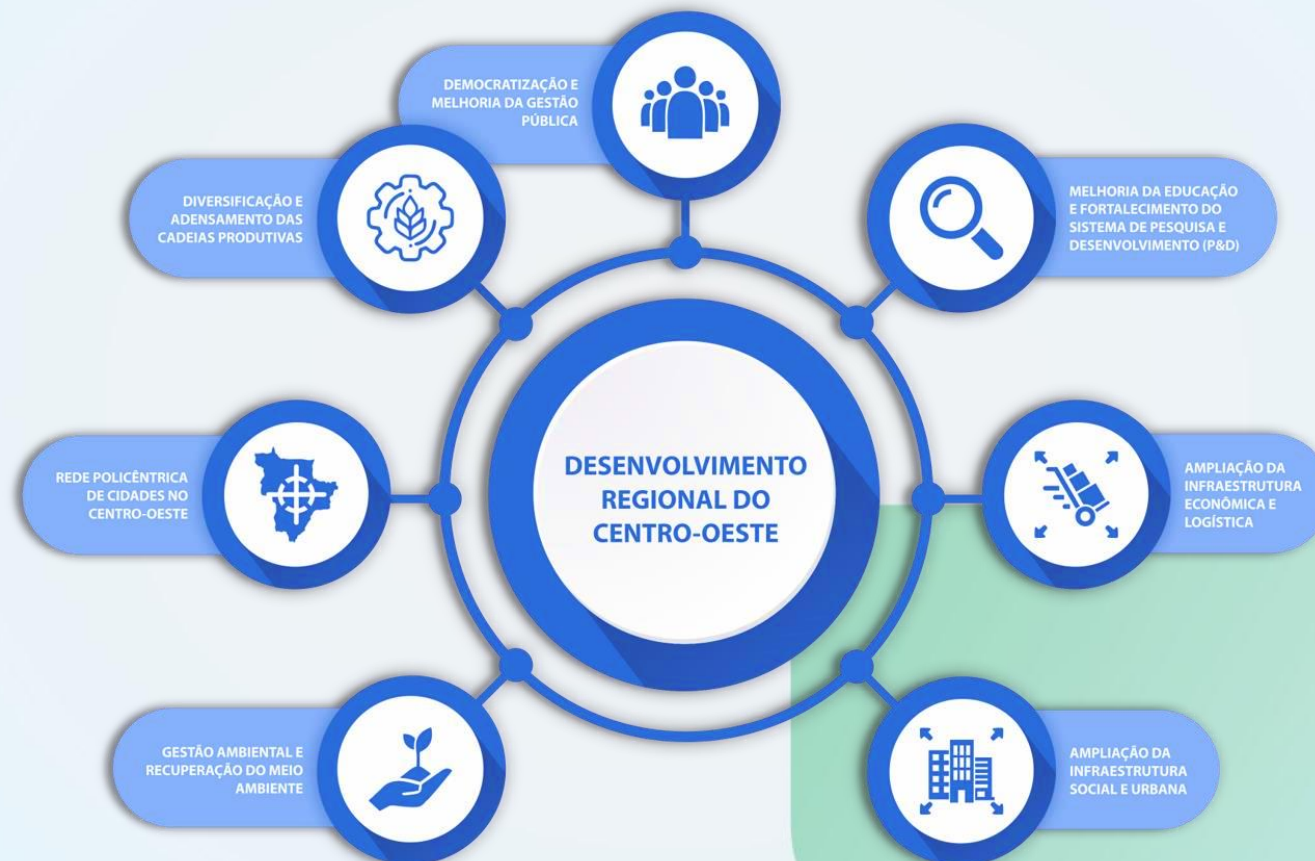 DEMOCRATIZAÇÃO E
MELHORIA DA GESTÃO
PÚBLICA
DIVERSIFICAÇÃO E
ADENSAMENTO DAS
CADEIAS PRODUTIVAS
MELHORIA DA EDUCAÇÃO
E FORTALECIMENTO DO
SISTEMA DE PESQUISA E
DESENVOLVIMENTO (P&D)
DESENVOLVIMENTO
REGIONAL DO
CENTRO-OESTE
REDE POLICÊNTRICA
DE CIDADES NO
CENTRO-OESTE
AMPLIAÇÃO DA
INFRAESTRUTURA
ECONÔMICA E
LOGÍSTICA
GESTÃO AMBIENTAL E
RECUPERAÇÃO DO MEIO
AMBIENTE
AMPLIAÇÃO DA
INFRAESTRUTURA
SOCIAL E URBANA